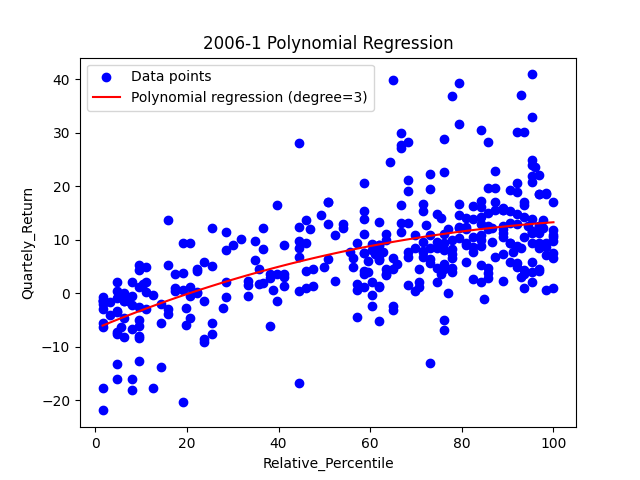 2006-1 Polynomial Regression
Data points
Polynomial regression (degree=3)
Quartely_Return
40
30
20
10
0
−10
−20
0 20 40 60 80 100
Relative_Percentile